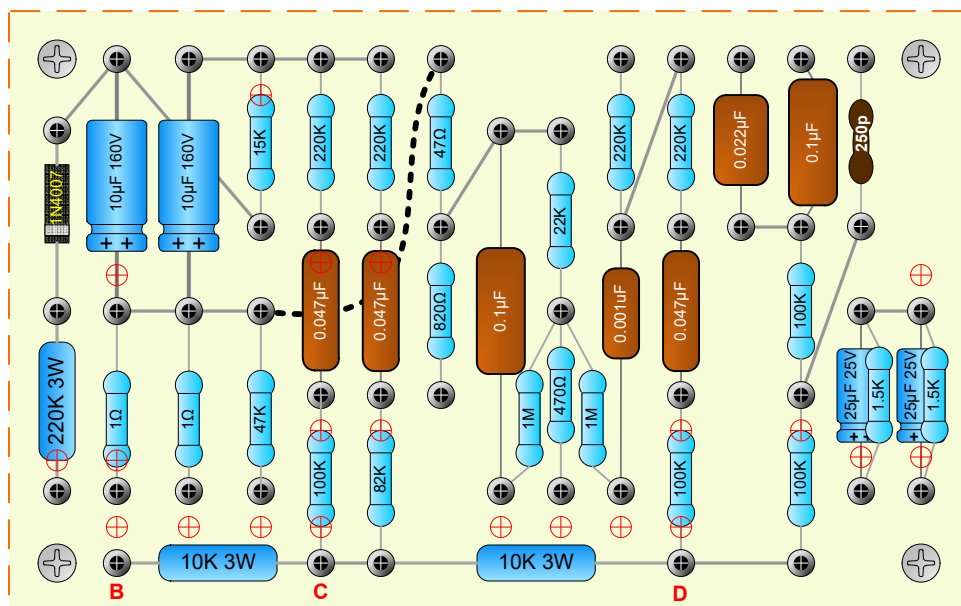 1N4007
10µF 160V
10µF 160V
15K
220K
220K
47Ω
220K
220K
0.022µF
0.1µF
250p
22K
0.047µF
0.047µF
820Ω
0.1µF
0.001uF
0.047µF
100K
220K 3W
1Ω
1Ω
47K
100K
82K
1M
470Ω
1M
100K
100K
25µF 25V
1.5K
25µF 25V
1.5K
10K 3W
10K 3W
B
C
D